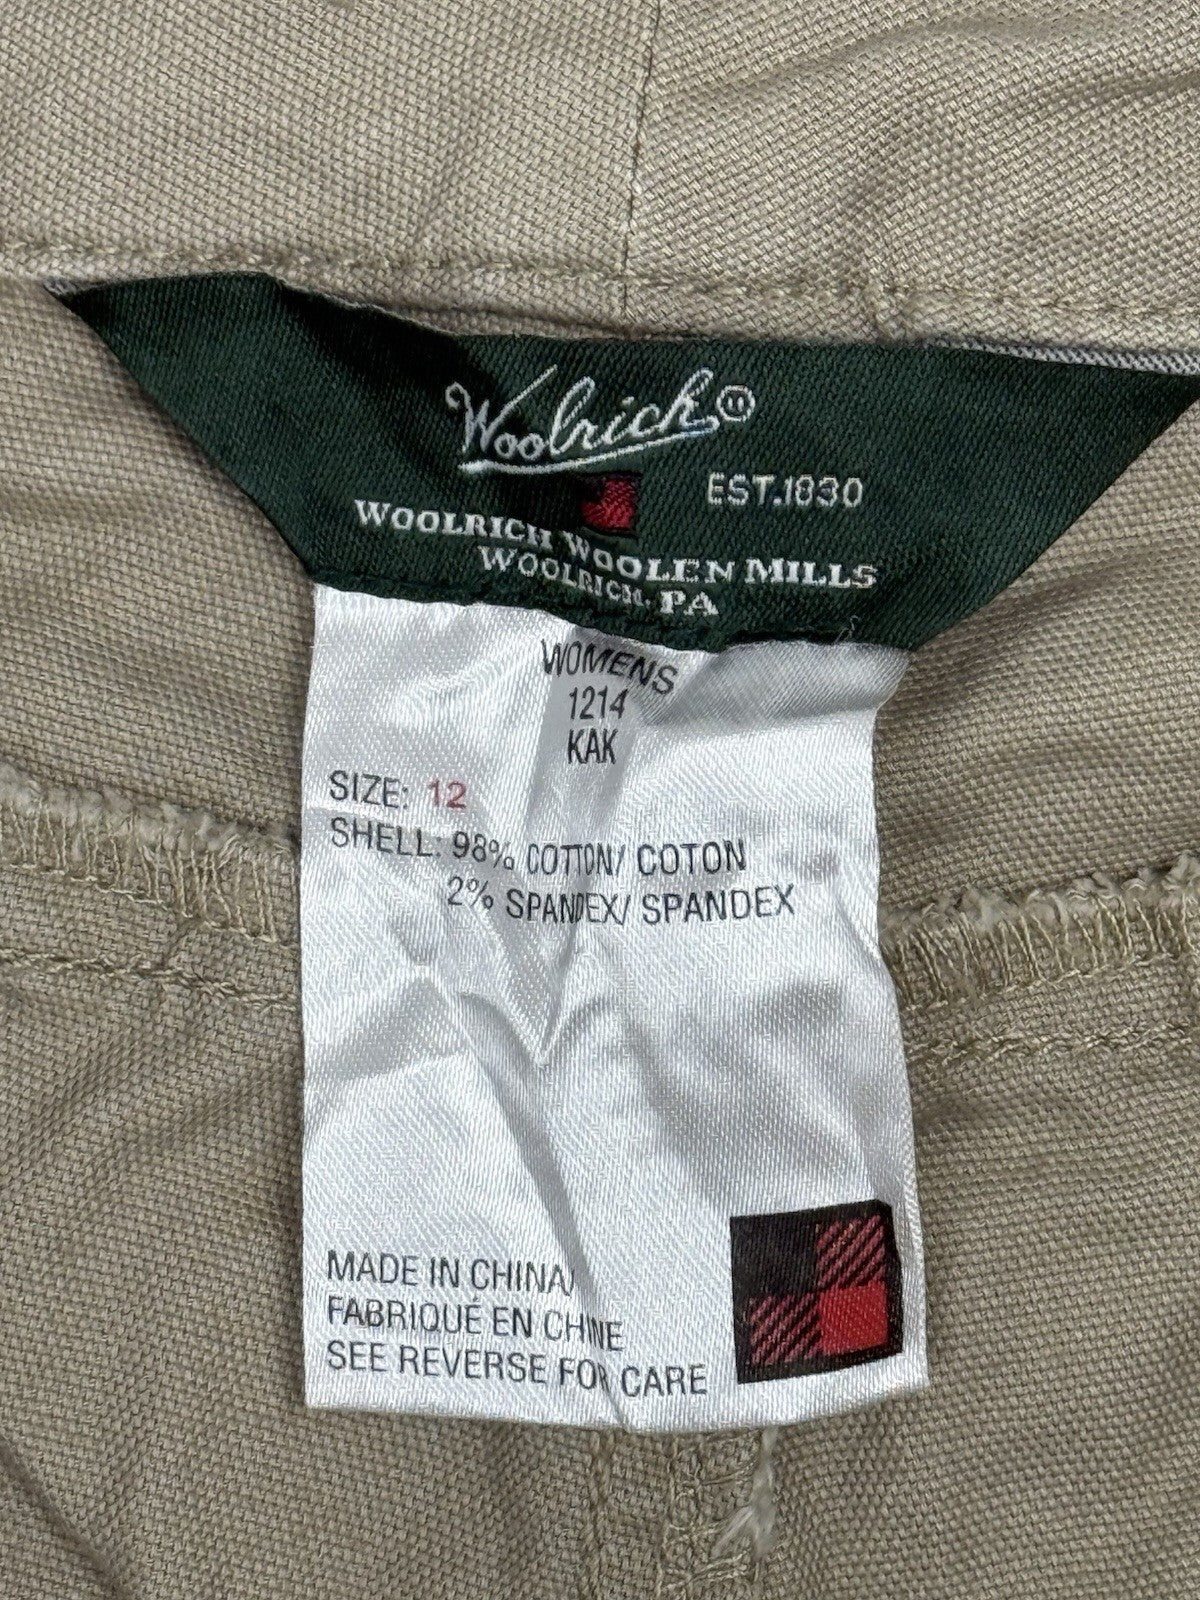 Woolrich ®
EST.1830
WOOLRICH WOOLEN MILLS
WOOLRICH, PA
WOMENS
1214
KAK
SIZE: 12
SHELL: 98% COTTON/ COTON
2% SPANDEX/ SPANDEX
MADE IN CHINA/
FABRIQUÉ EN CHINE
SEE REVERSE FOR CARE